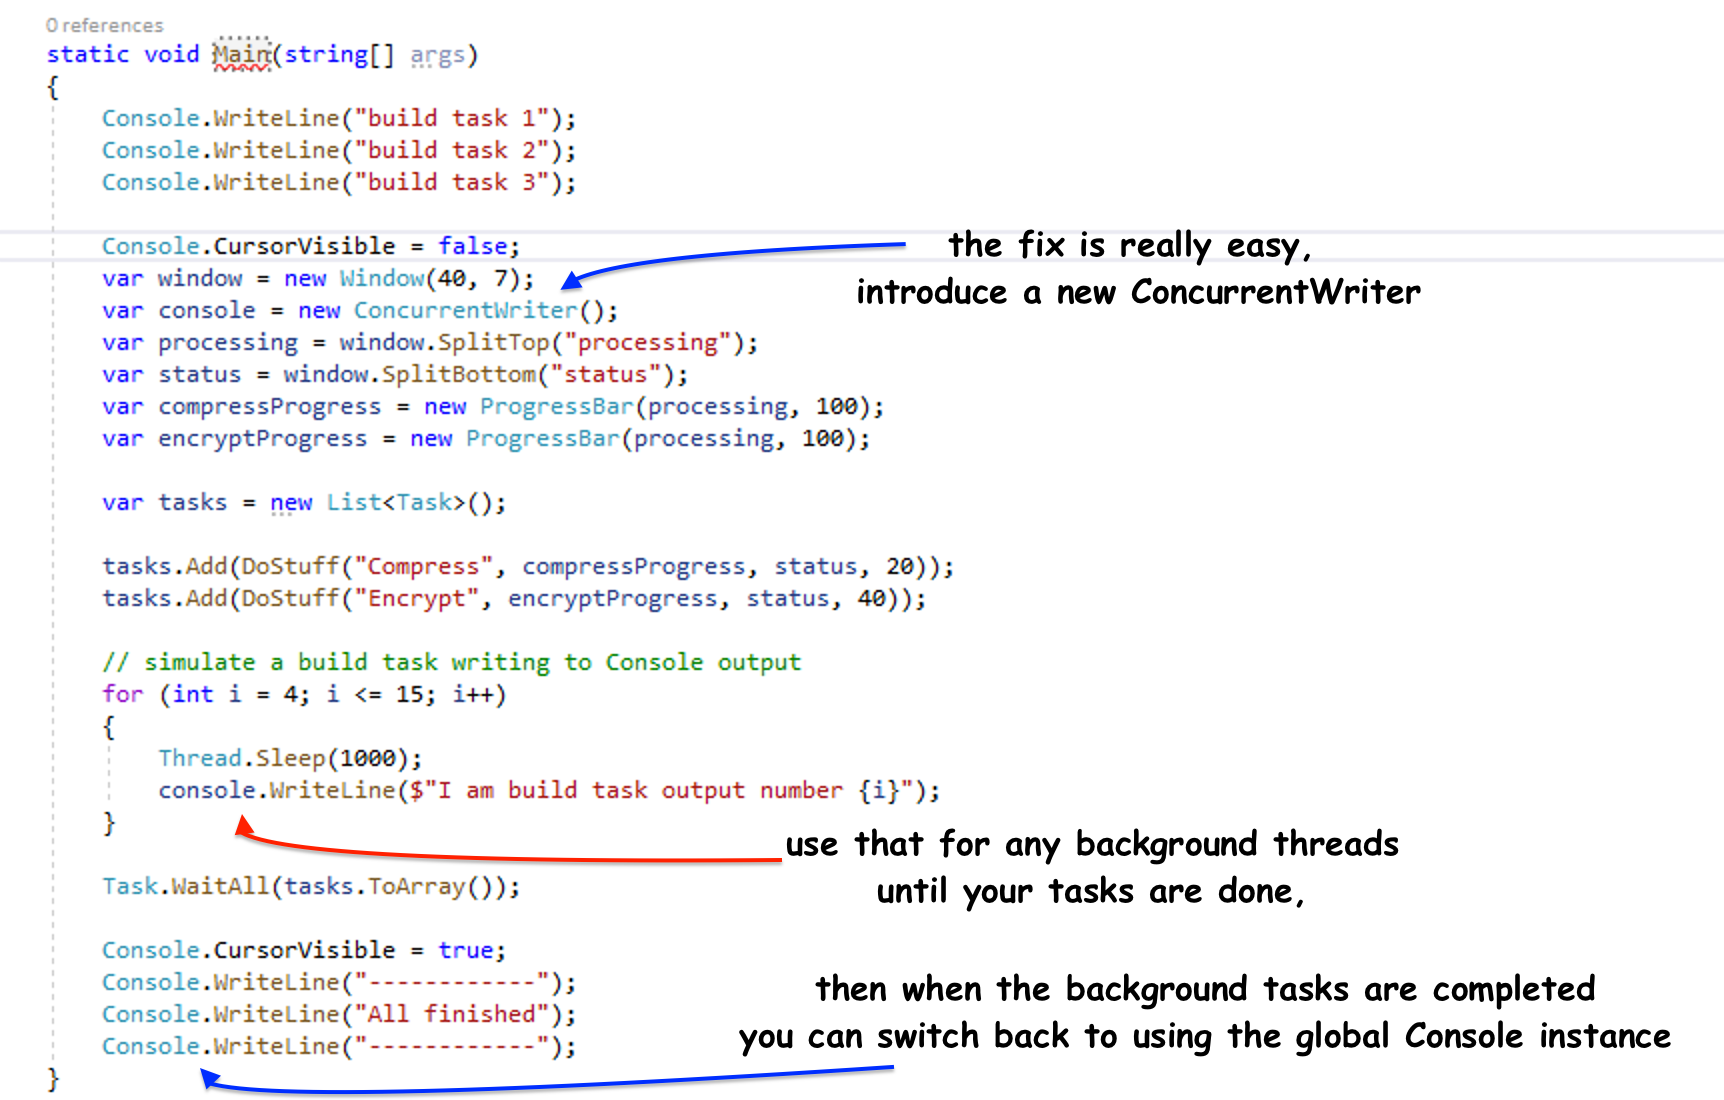 0 references
static void Main(string[] args)
{
Console.WriteLine("build task 1");
Console.WriteLine("build task 2");
Console.WriteLine("build task 3");
Console.CursorVisible = false;
var window = new Window(40, 7);
var console = new ConcurrentWriter();
var processing = window.SplitTop("processing");
var status = window.SplitBottom("status");
var compressProgress = new ProgressBar(processing, 100);
var encryptProgress = new ProgressBar(processing, 100);
the fix is really easy,
introduce a new ConcurrentWriter
var tasks = new List<Task>();
tasks.Add(DoStuff("Compress", compressProgress, status, 20));
tasks.Add(DoStuff("Encrypt", encryptProgress, status, 40));
// simulate a build task writing to Console output
for (int i = 4; i <= 15; i++)
{
Thread.Sleep(1000);
console.WriteLine($"I am build task output number {i}");
}
use that for any background threads
until your tasks are done,
Task.WaitAll(tasks.ToArray());
Console.CursorVisible = true;
Console.WriteLine("------------");
Console.WriteLine("All finished");
Console.WriteLine("------------");
}
then when the background tasks are completed
you can switch back to using the global Console instance